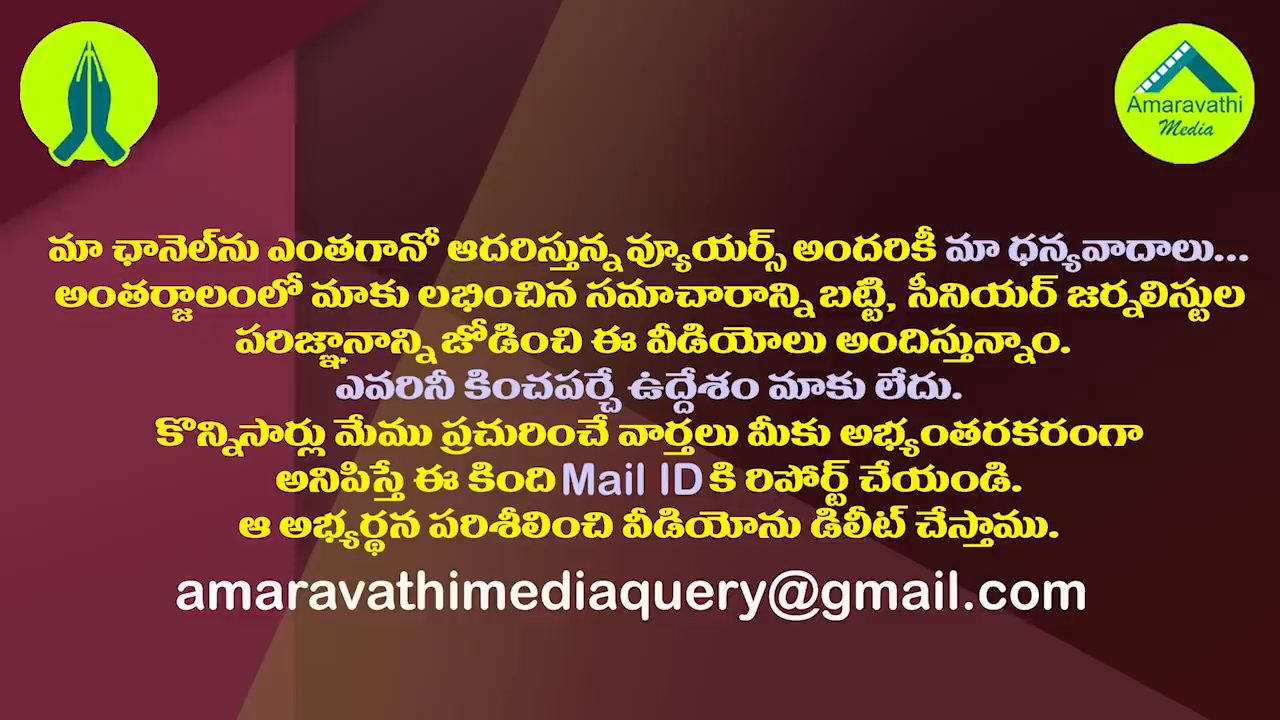 Amaravathi
Media
మా ఛానెల్‌ను ఎంతగానో ఆదరిస్తున్న వ్యూయర్స్ అందరికీ మా ధన్యవాదాలు...
అంతర్జాలంలో మాకు లభించిన సమాచారాన్ని బట్టి, సీనియర్ జర్నలిస్టుల
పరిజ్ఞానాన్ని జోడించి ఈ వీడియోలు అందిస్తున్నాం.
ఎవరినీ కించపర్చే ఉద్దేశం మాకు లేదు.
కొన్నిసార్లు మేము ప్రచురించే వార్తలు మీకు అభ్యంతరకరంగా
అనిపిస్తే ఈ కింది Mail ID కి రిపోర్ట్ చేయండి.
ఆ అభ్యర్థన పరిశీలించి వీడియోను డిలీట్ చేస్తాము.
amaravathimediaquery@gmail.com